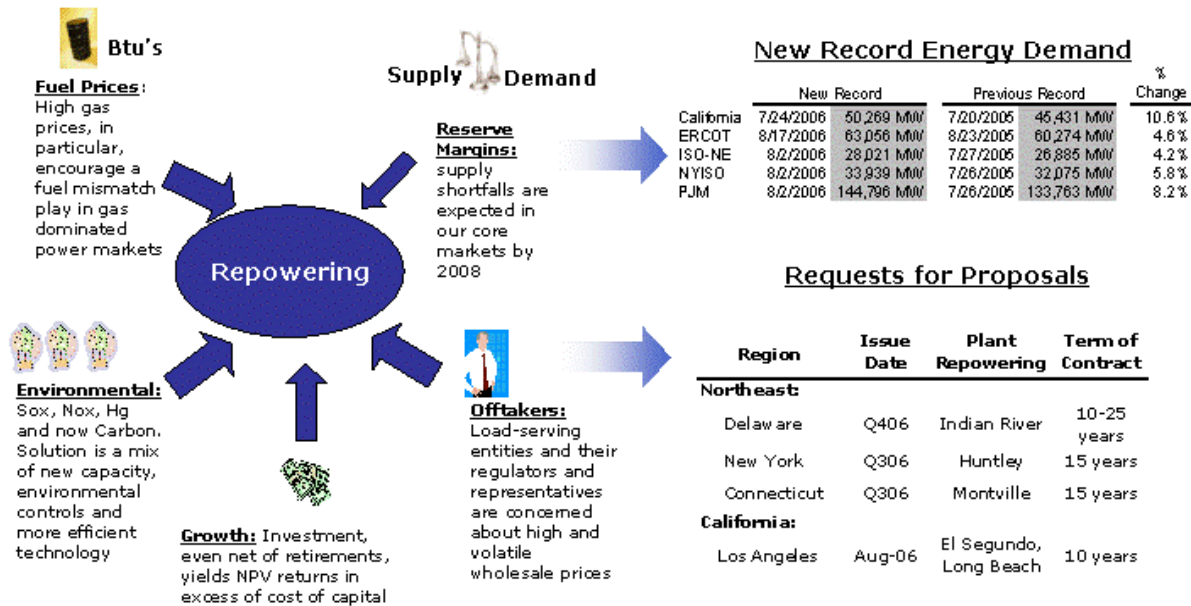 Btu's
Fuel Prices:
High gas
prices, in
particular,
encourage a
fuel mismatch
play in gas
dominated
power markets
Supply Demand
Reserve
Margins:
supply
shortfalls are
expected in
our core
markets by
2008
Repowering
Environmental:
Sox, Nox, Hg
and now Carbon.
Solution is a mix
of new capacity,
environmental
controls and
more efficient
technology
Growth: Investment,
even net of retirements,
yields NPV returns in
excess of cost of capital
Offtakers:
Load-serving
entities and their
regulators and
representatives
are concerned
about high and
volatile
wholesale prices
New Record Energy Demand
%
New Record Previous Record Change
California 7/24/2006 50,269 MW 7/20/2005 45,431 MW 10.6%
ERCOT 8/17/2006 63,056 MW 8/23/2005 60,274 MW 4.6%
ISO-NE 8/2/2006 28,021 MW 7/27/2005 26,885 MW 4.2%
NYISO 8/2/2006 33,939 MW 7/26/2005 32,075 MW 5.8%
PJM 8/2/2006 144,796 MW 7/26/2005 133,763 MW 8.2%
Requests for Proposals
Issue Plant Term of
Region Date Repowering Contract
Northeast:
Delaware Q406 Indian River 10-25
years
New York Q306 Huntley 15 years
Connecticut Q306 Montville 15 years
California:
Los Angeles Aug-06 El Segundo, 10 years
Long Beach